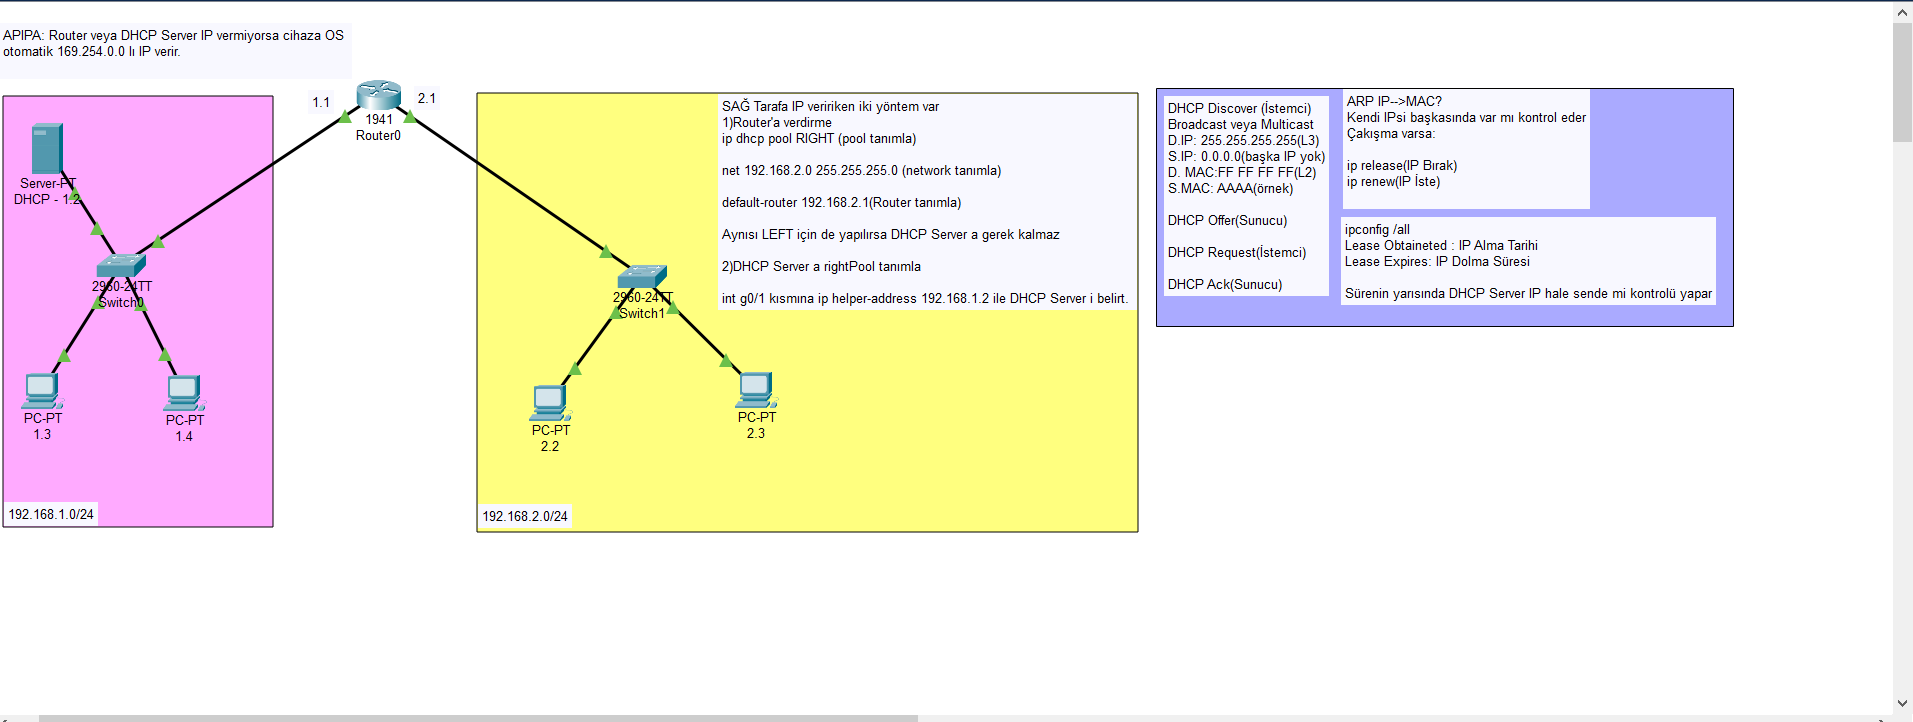 APIPA: Router veya DHCP Server IP vermiyorsa cihaza OS
otomatik 169.254.0.0 lı IP verir.
1.1
2.1
1941
Router0
Server-PT
DHCP - 1.2
2960-24TT
Switch0
PC-PT
1.3
PC-PT
1.4
192.168.1.0/24
SAĞ Tarafa IP veririken iki yöntem var
1)Router'a verdirme
ip dhcp pool RIGHT (pool tanımla)
net 192.168.2.0 255.255.255.0 (network tanımla)
default-router 192.168.2.1(Router tanımla)
Aynısı LEFT için de yapılırsa DHCP Server a gerek kalmaz
2)DHCP Server a rightPool tanımla
int g0/1 kısmına ip helper-address 192.168.1.2 ile DHCP Server i belirt.
2960-24TT
Switch1
PC-PT
2.2
PC-PT
2.3
192.168.2.0/24
DHCP Discover (İstemci)
Broadcast veya Multicast
D.IP: 255.255.255.255(L3)
S.IP: 0.0.0.0(başka IP yok)
D. MAC:FF FF FF FF(L2)
S.MAC: AAAA(örnek)
DHCP Offer(Sunucu)
DHCP Request(İstemci)
DHCP Ack(Sunucu)
ARP IP-->MAC?
Kendi IPsi başkasında var mı kontrol eder
Çakışma varsa:
ip release(IP Bırak)
ip renew(IP İste)
ipconfig /all
Lease Obtaineted : IP Alma Tarihi
Lease Expires: IP Dolma Süresi
Sürenin yarısında DHCP Server IP hale sende mi kontrolü yapar